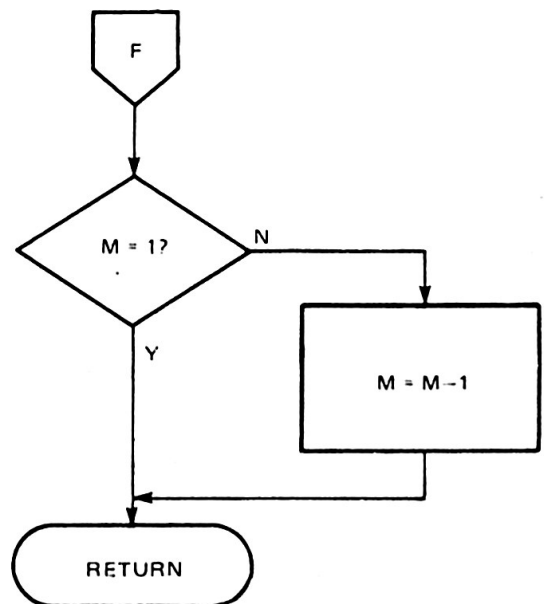 F
M = 1?
N
Y
M = M-1
RETURN